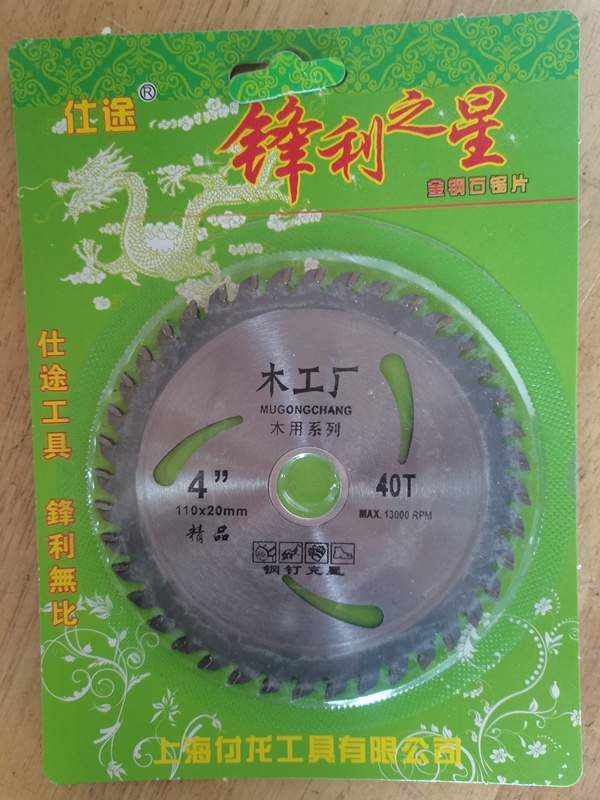 仕途®
锋利之星
金钢石锯片
仕途工具 鋒利無比
木工厂
MUGONGCHANG
木用系列
4”
110x20mm
精品
40T
MAX. 13000 RPM
钢钉克星
上海付龙工具有限公司